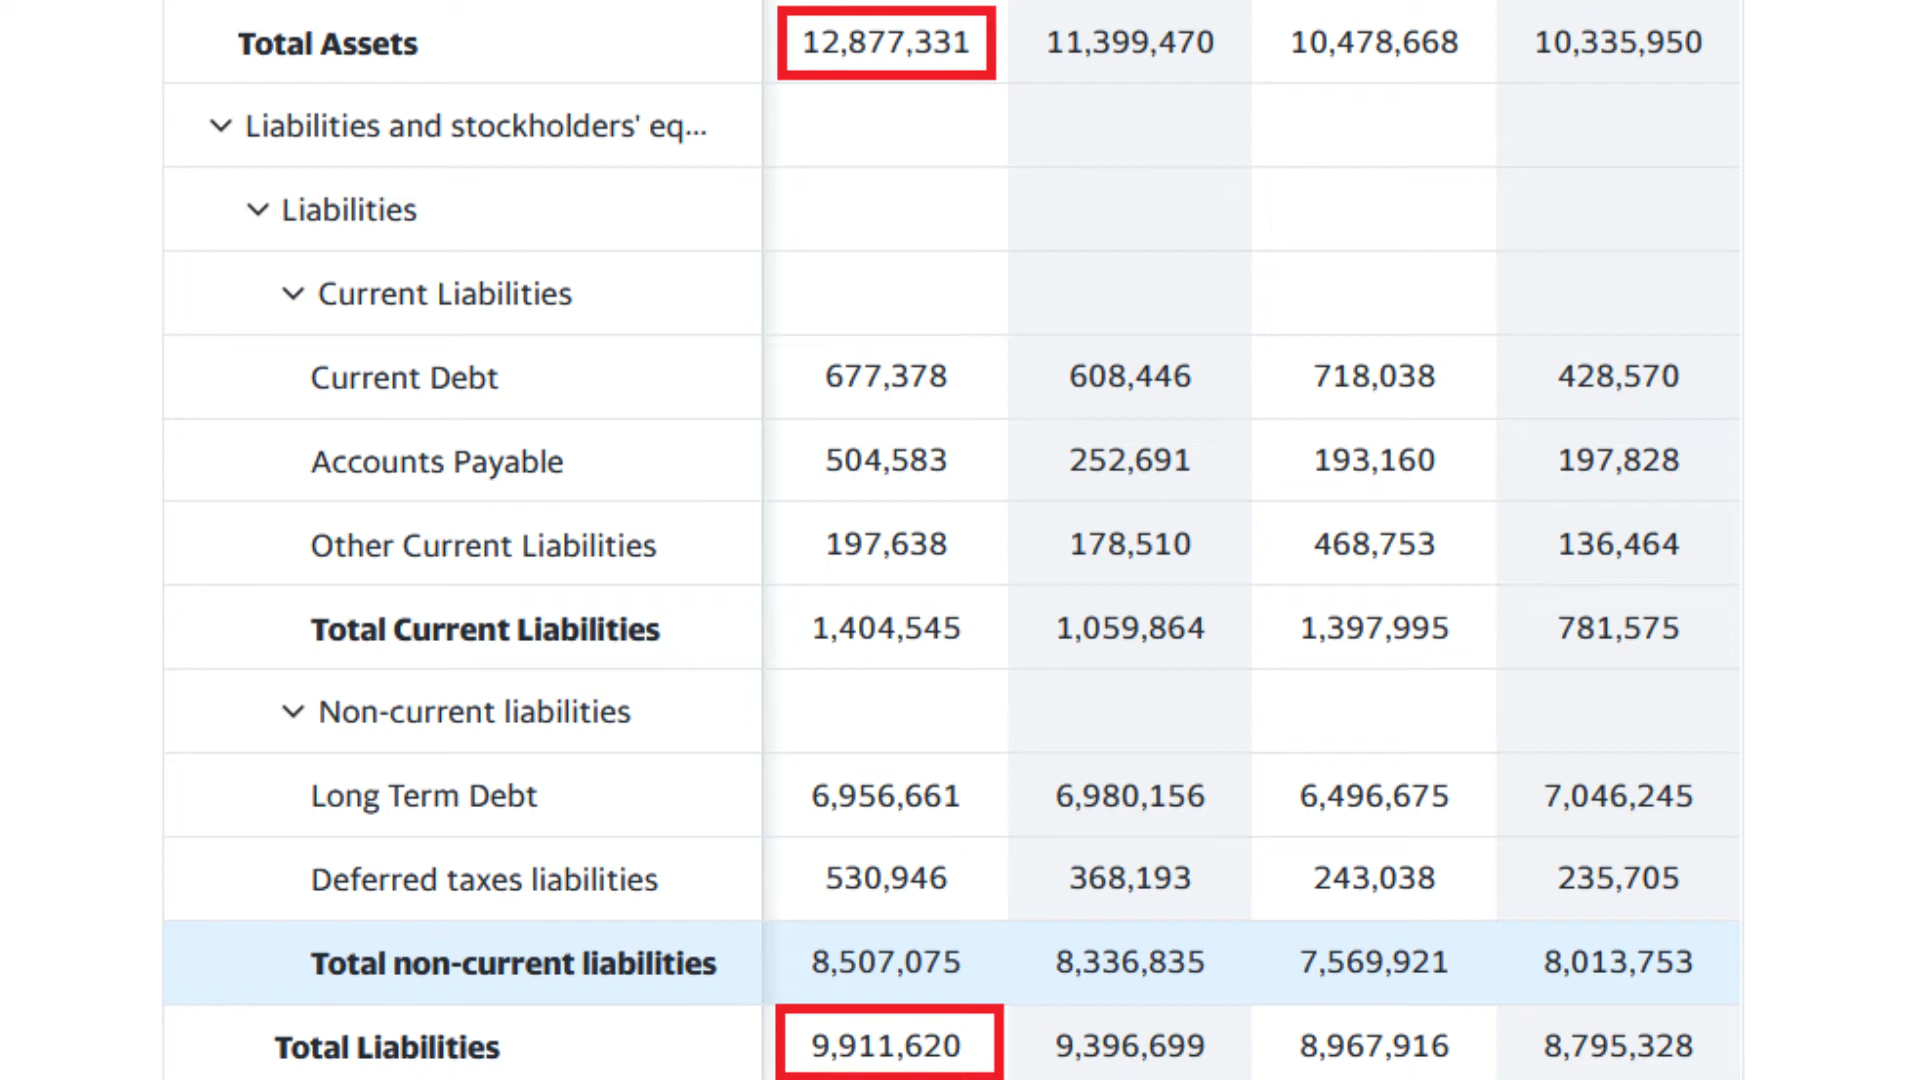 Total Assets 12,877,331 11,399,470 10,478,668 10,335,950
Liabilities and stockholders' eq...
Liabilities
Current Liabilities
Current Debt 677,378 608,446 718,038 428,570
Accounts Payable 504,583 252,691 193,160 197,828
Other Current Liabilities 197,638 178,510 468,753 136,464
Total Current Liabilities 1,404,545 1,059,864 1,397,995 781,575
Non-current liabilities
Long Term Debt 6,956,661 6,980,156 6,496,675 7,046,245
Deferred taxes liabilities 530,946 368,193 243,038 235,705
Total non-current liabilities 8,507,075 8,336,835 7,569,921 8,013,753
Total Liabilities 9,911,620 9,396,699 8,967,916 8,795,328